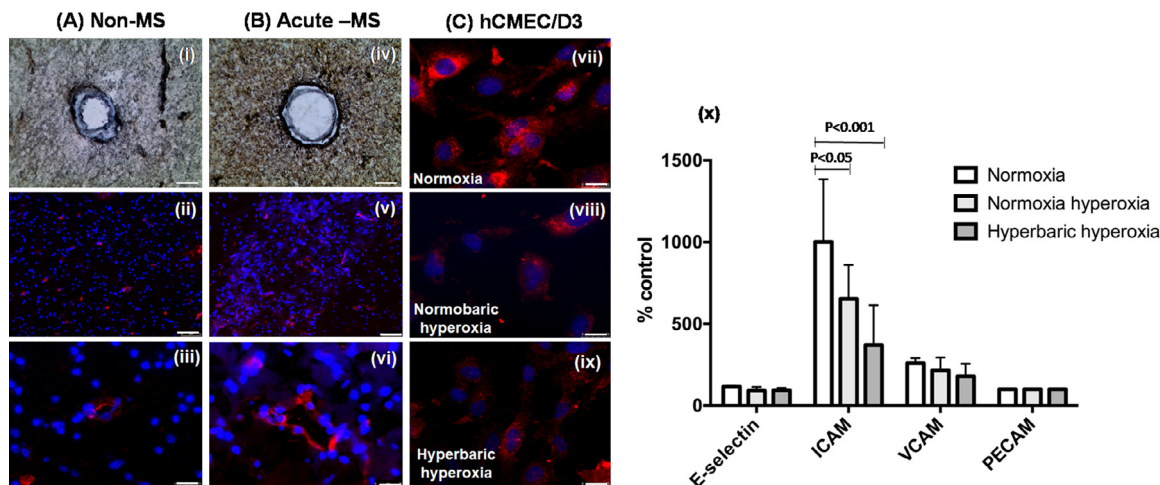 (A) Non-MS
(B) Acute –MS
(C) hCMEC/D3
(i)
(iv)
(vii)
Normoxia
(ii)
(v)
(viii)
Normobaric
hyperoxia
(iii)
(vi)
(ix)
Hyperbaric
hyperoxia
(x)
P<0.001
P<0.05
1500
1000
500
0
% control
E-selectin
ICAM
VCAM
PECAM
Normoxia
Normoxia hyperoxia
Hyperbaric hyperoxia